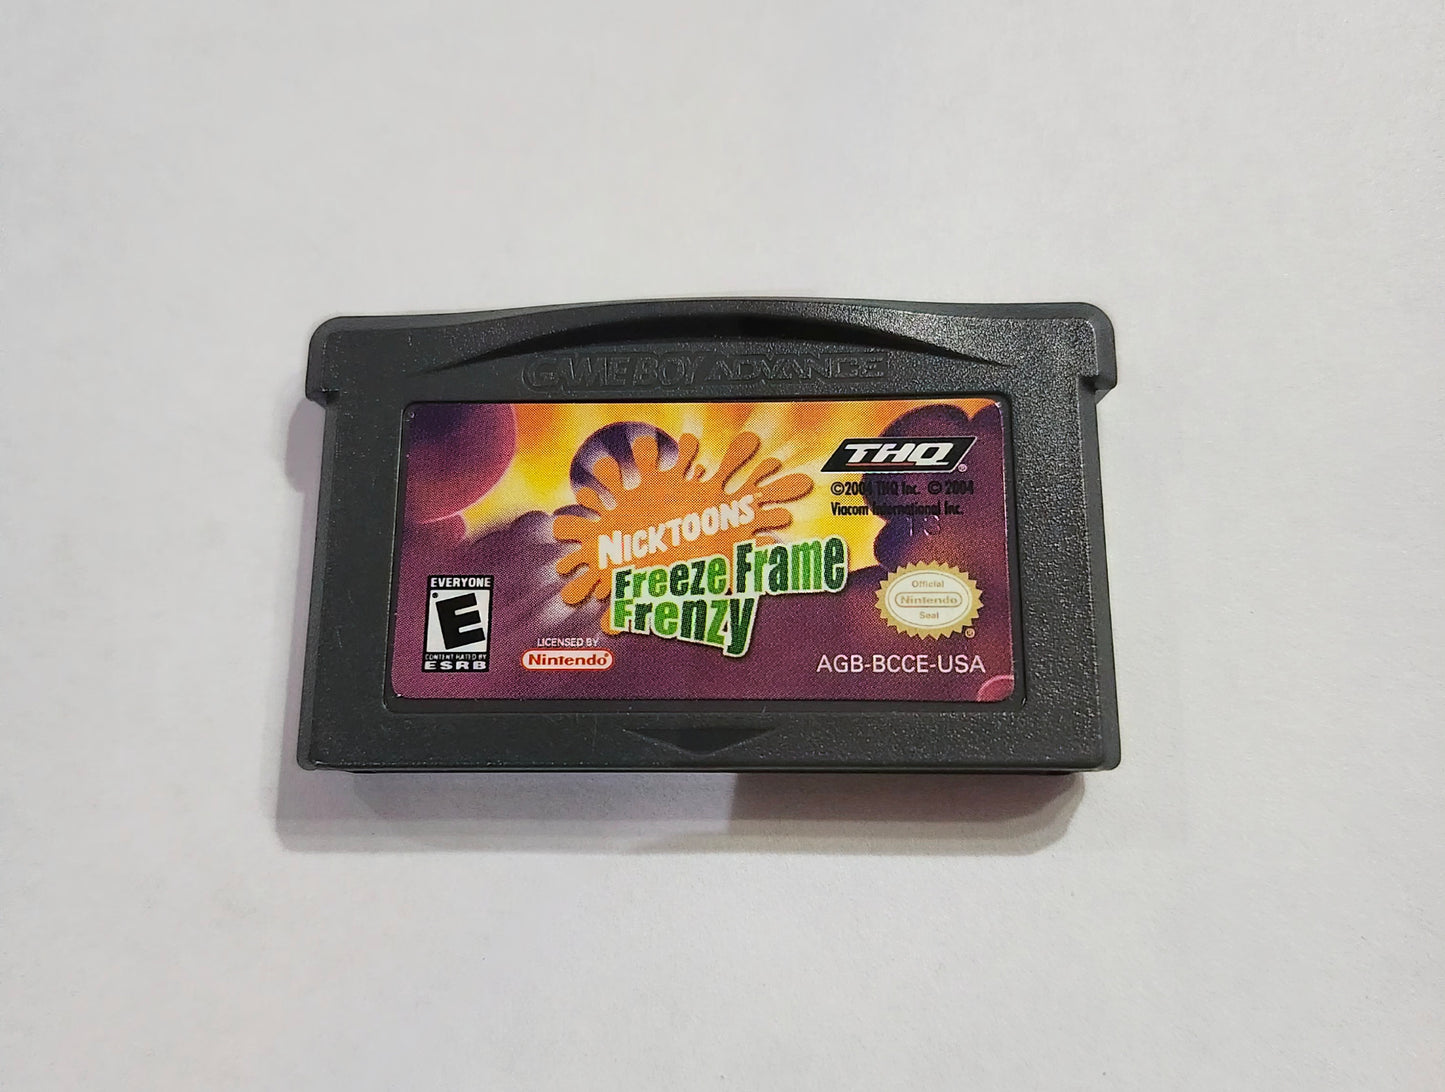 GAME BOY ADVANCE
THQ®
©2004 THQ Inc. © 2004
Viacom International Inc.
NICKTOONS™
Freeze Frame
Frenzy
EVERYONE
E
CONTENT RATED BY
ESRB
LICENSED BY
Nintendo®
Official
Nintendo
Seal
AGB-BCCE-USA